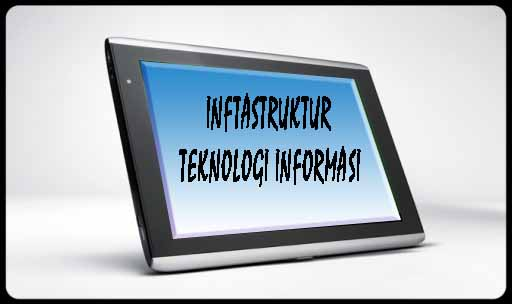 INFTASTRUKTUR
TEKNOLOGI INFORMASI